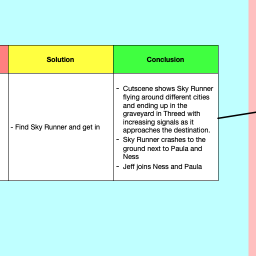 Solution
Conclusion
- Find Sky Runner and get in
- Cutscene shows Sky Runner
flying around different cities
and ending up in the
graveyard in Threed with
increasing signals as it
approaches the destination.
- Sky Runner crashes to the
ground next to Paula and
Ness
- Jeff joins Ness and Paula